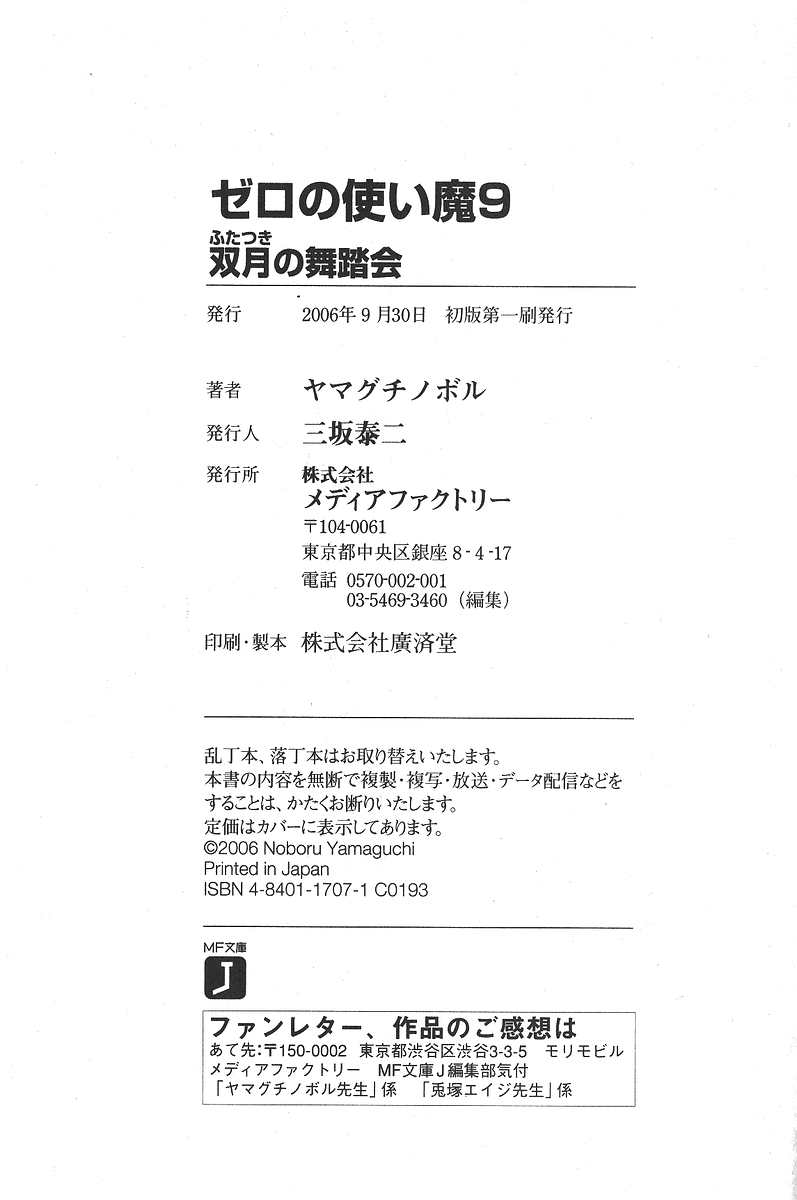 ゼロの使い魔9
ふたつき
双月の舞踏会
発行 2006年9月30日 初版第一刷発行
著者 ヤマグチノボル
発行人 三坂泰二
発行所 株式会社
メディアファクトリー
〒104-0061
東京都中央区銀座8-4-17
電話 0570-002-001
03-5469-3460（編集）
印刷・製本 株式会社廣済堂
乱丁本、落丁本はお取り替えいたします。
本書の内容を無断で複製・複写・放送・データ配信などを
することは、かたくお断りいたします。
定価はカバーに表示してあります。
©2006 Noboru Yamaguchi
Printed in Japan
ISBN 4-8401-1707-1 C0193
MF文庫
J
ファンレター、作品のご感想は
あて先：〒150-0002 東京都渋谷区渋谷3-3-5 モリモビル
メディアファクトリー MF文庫J編集部気付
「ヤマグチノボル先生」係 「兎塚エイジ先生」係